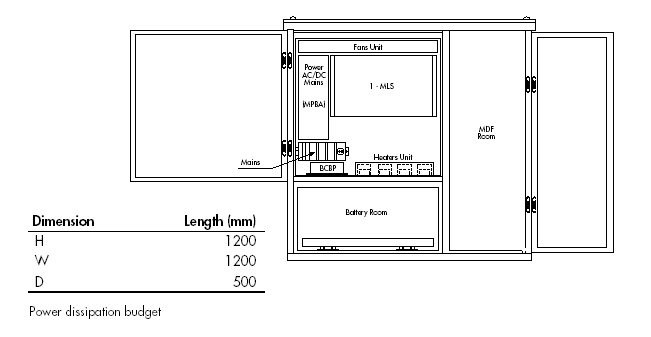 Fans Unit
Power
AC/DC
Mains
(MPBA)
1 - MLS
MDF
Room
Mains
Heaters Unit
BCBP
Battery Room
Dimension Length (mm)
H 1200
W 1200
D 500
Power dissipation budget